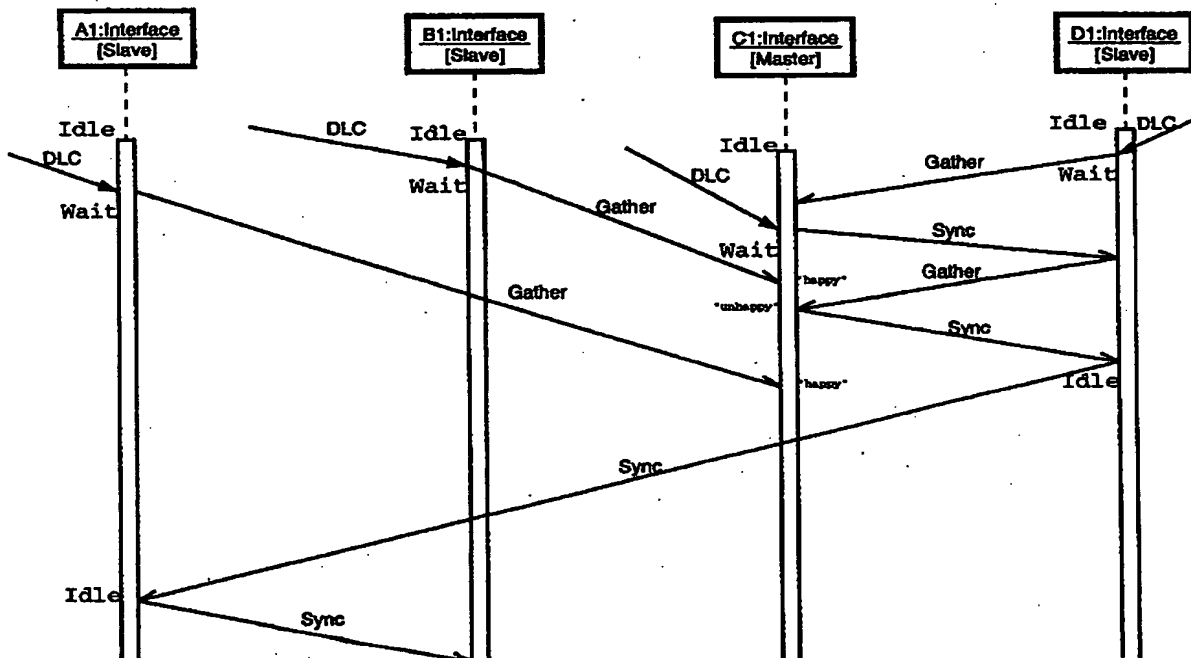 A1:Interface
[Slave]
B1:Interface
[Slave]
C1:Interface
[Master]
D1:Interface
[Slave]
Idle
DLC
Wait
DLC
Idle
Wait
Gather
Idle
DLC
Wait
Idle
DLC
Gather
Wait
Sync
Gather
"happy"
"unhappy"
Gather
Sync
"happy"
Idle
Sync
Idle
Sync